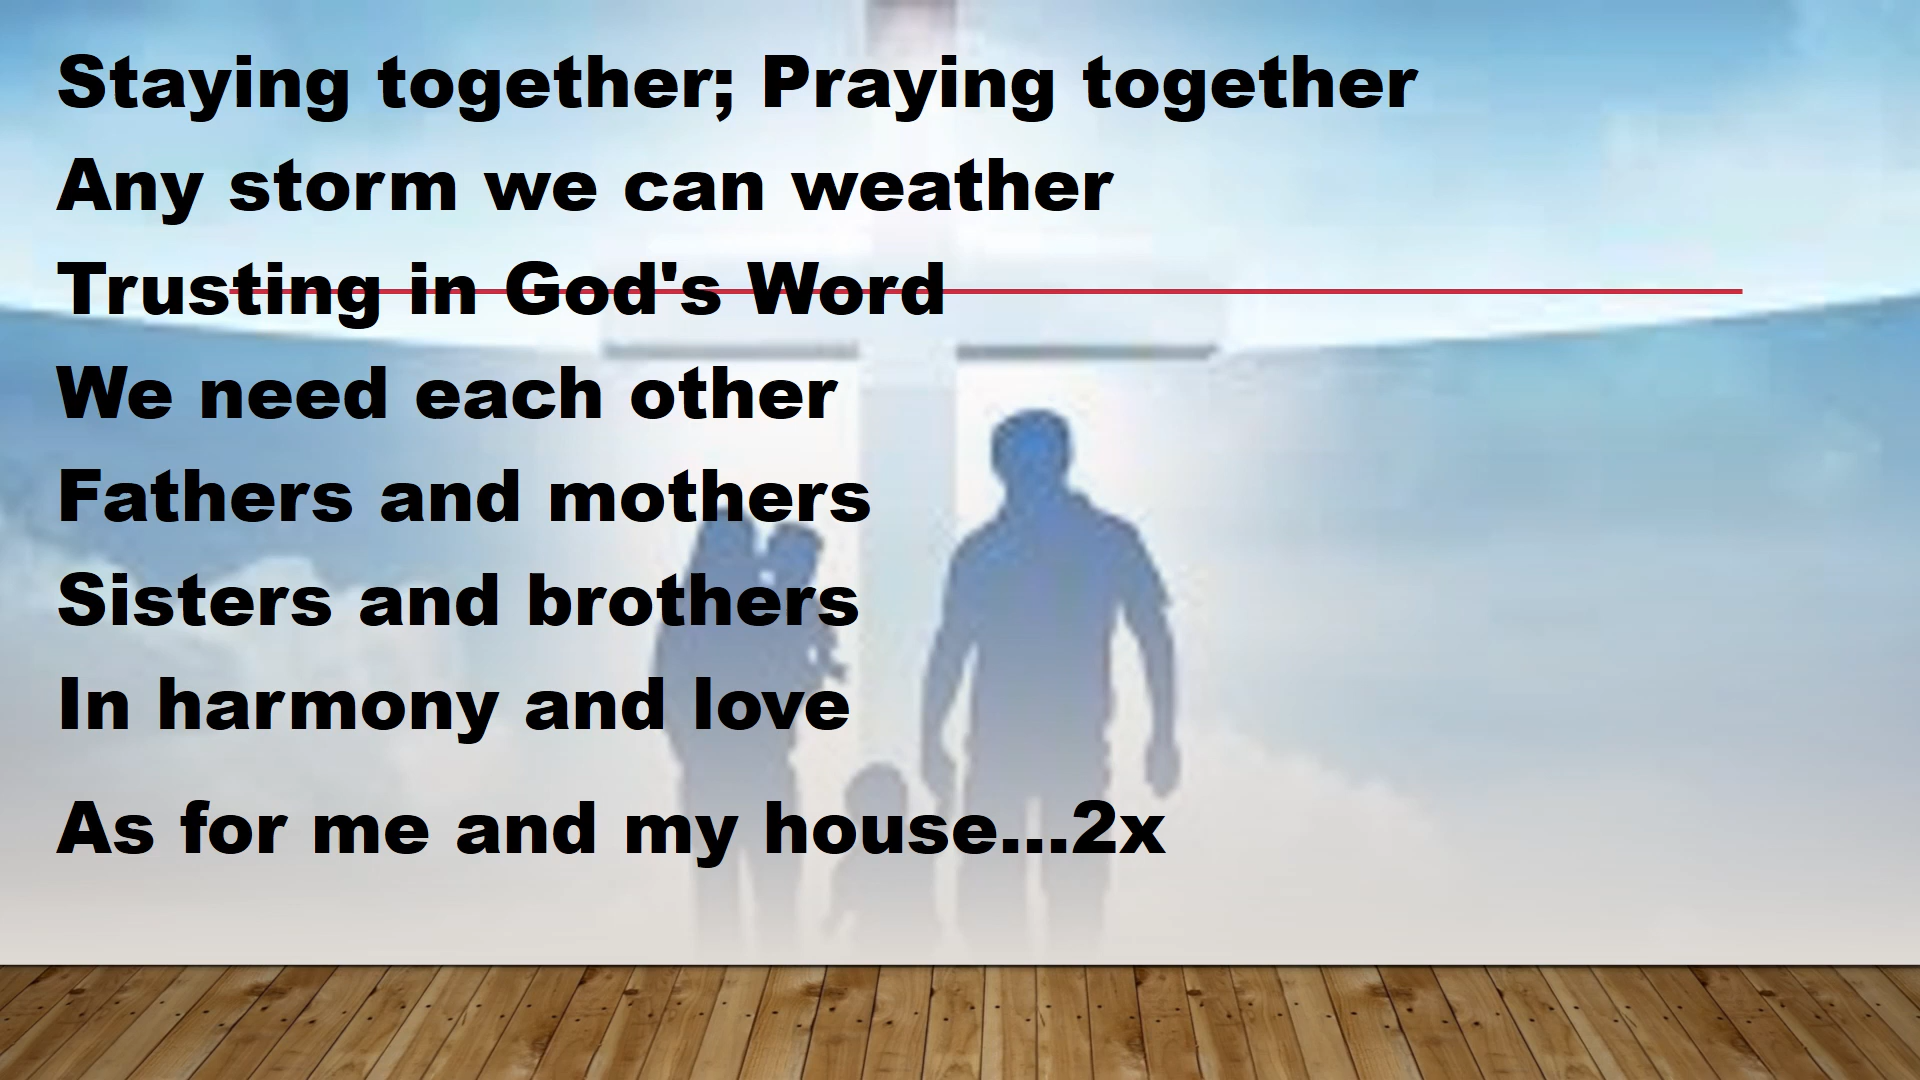 Staying together; Praying together
Any storm we can weather
Trusting in God's Word
We need each other
Fathers and mothers
Sisters and brothers
In harmony and love
As for me and my house...2x